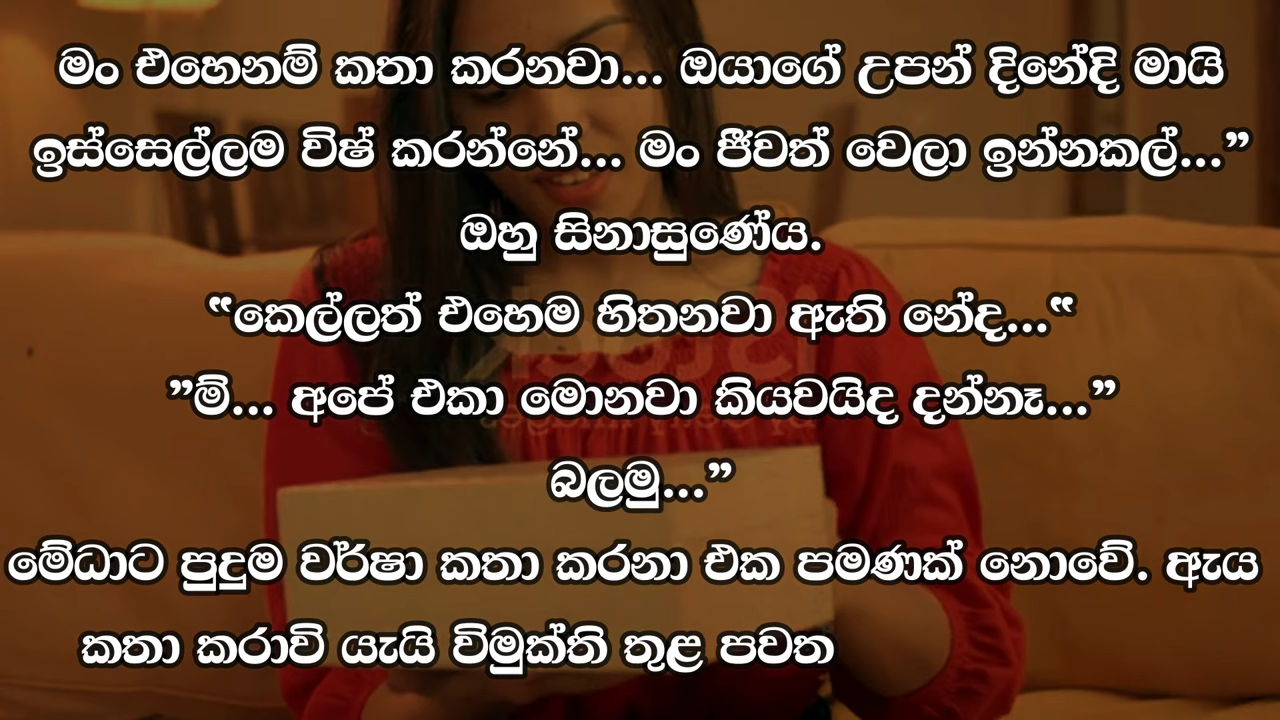 මං එහෙනම් කතා කරනවා... ඔයාගේ උපන් දිනේදි මායි
ඉස්සෙල්ලම විෂ් කරන්නේ... මං ජීවත් වෙලා ඉන්නකල්...”
ඔහු සිනාසුණේය.
“කෙල්ලත් එහෙම හිතනවා ඇති නේද...“
”ම්... අපේ එකා මොනවා කියවයිද දන්නෑ...”
බලමු...”
මේධාට පුදුම වර්ෂා කතා කරනා එක පමණක් නොවේ. ඇය
කතා කරාවි යැයි විමුක්ති තුළ පවත